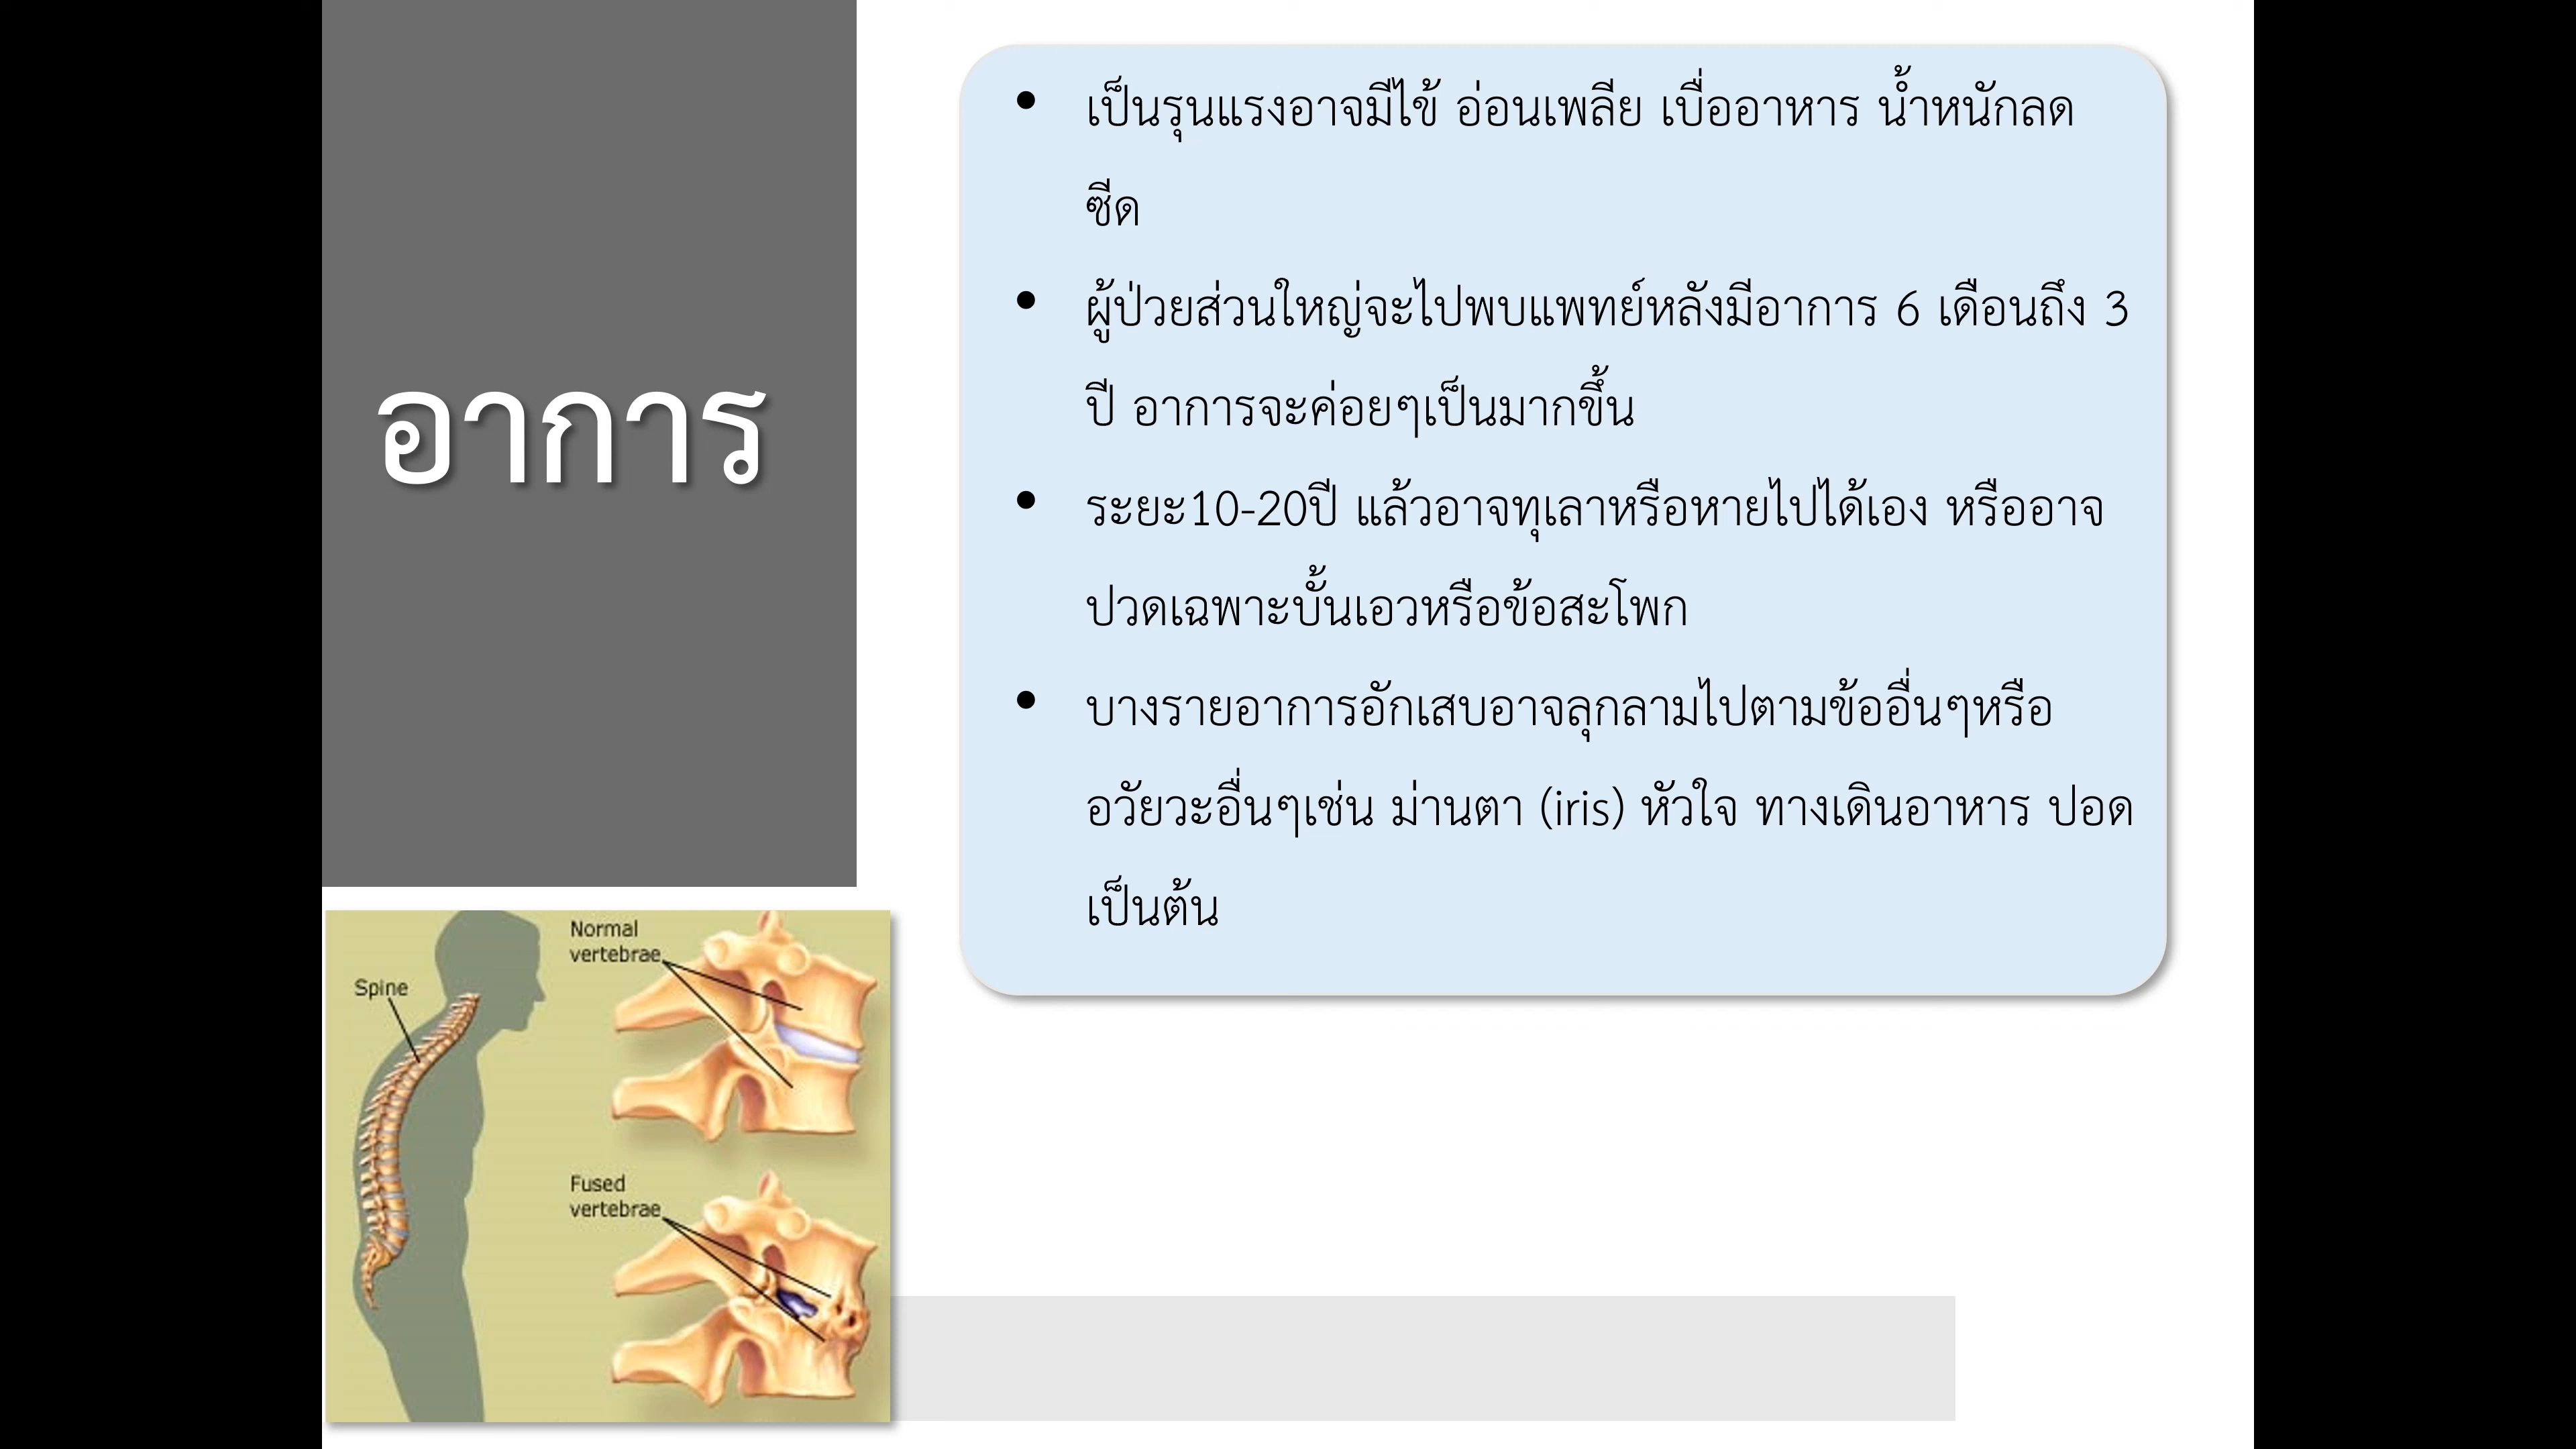 อาการ
• เป็นรุนแรงอาจมีไข้ อ่อนเพลีย เบื่ออาหาร น้ำหนักลด
ซีด
• ผู้ป่วยส่วนใหญ่จะไปพบแพทย์หลังมีอาการ 6 เดือนถึง 3
ปี อาการจะค่อยๆเป็นมากขึ้น
• ระยะ10-20ปี แล้วอาจทุเลาหรือหายไปได้เอง หรืออาจ
ปวดเฉพาะบั้นเอวหรือข้อสะโพก
• บางรายอาการอักเสบอาจลุกลามไปตามข้ออื่นๆหรือ
อวัยวะอื่นๆเช่น ม่านตา (iris) หัวใจ ทางเดินอาหาร ปอด
เป็นต้น
Normal
vertebrae
Spine
Fused
vertebrae